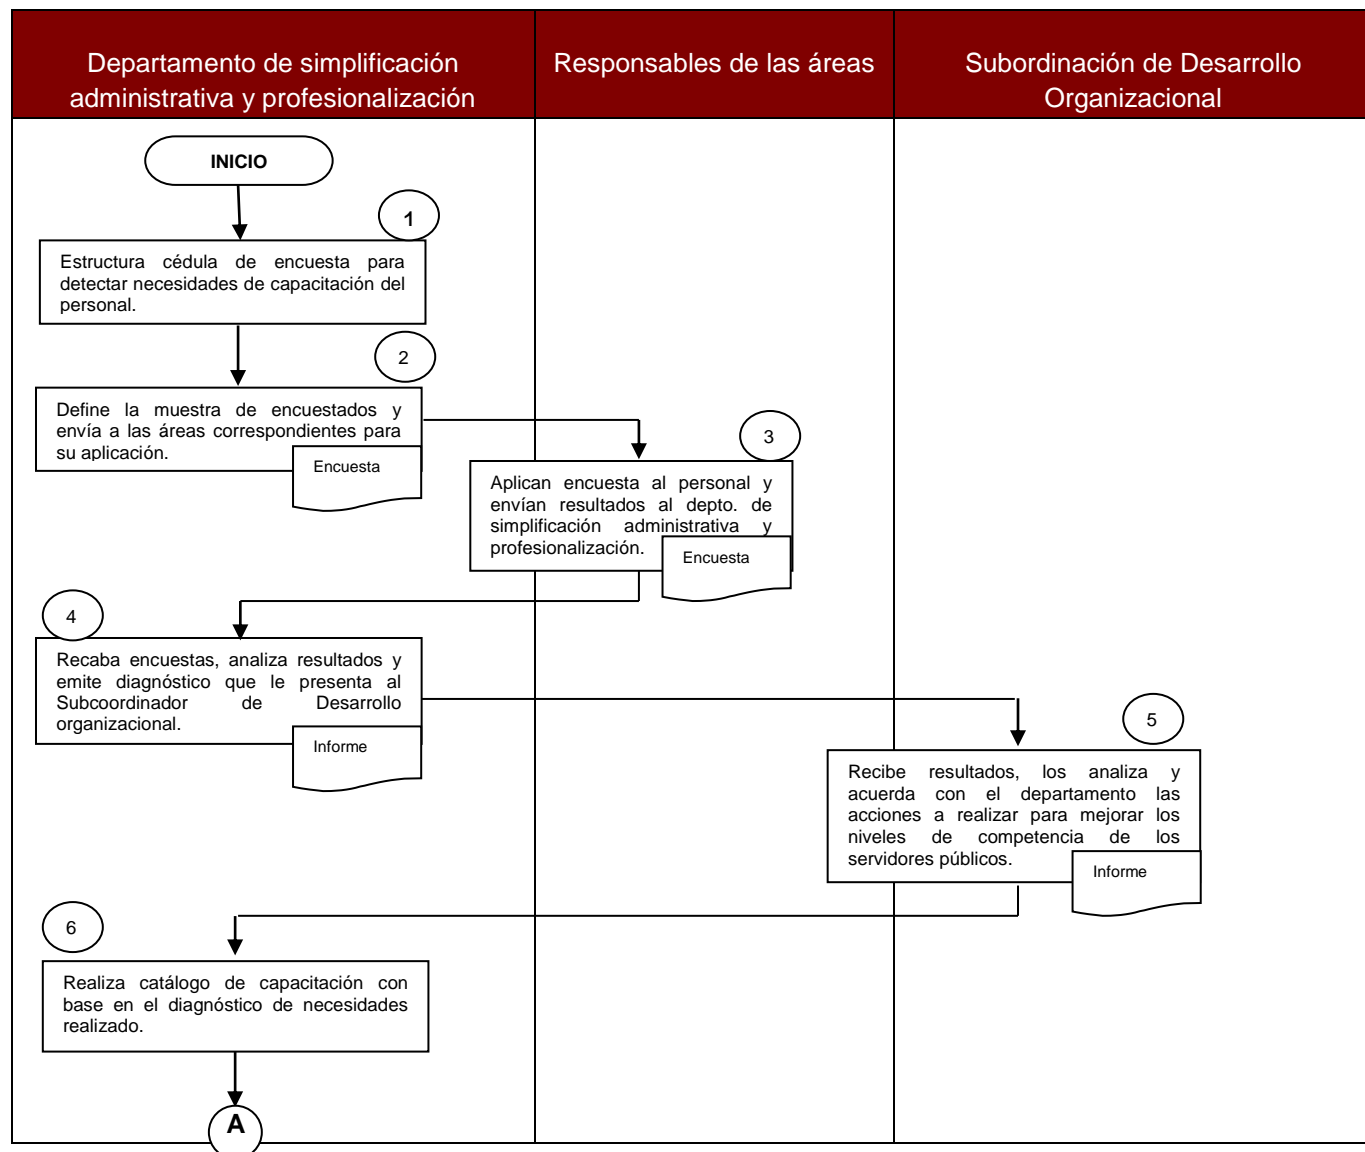 Departamento de simplificación
administrativa y profesionalización
Responsables de las áreas
Subordinación de Desarrollo
Organizacional
INICIO
1
Estructura cédula de encuesta para
detectar necesidades de capacitación del
personal.
2
Define la muestra de encuestados y
envía a las áreas correspondientes para
su aplicación.
Encuesta
3
Aplican encuesta al personal y
envían resultados al depto. de
simplificación administrativa y
profesionalización.
Encuesta
4
Recaba encuestas, analiza resultados y
emite diagnóstico que le presenta al
Subcoordinador de Desarrollo
organizacional.
Informe
5
Recibe resultados, los analiza y
acuerda con el departamento las
acciones a realizar para mejorar los
niveles de competencia de los
servidores públicos.
Informe
6
Realiza catálogo de capacitación con
base en el diagnóstico de necesidades
realizado.
A